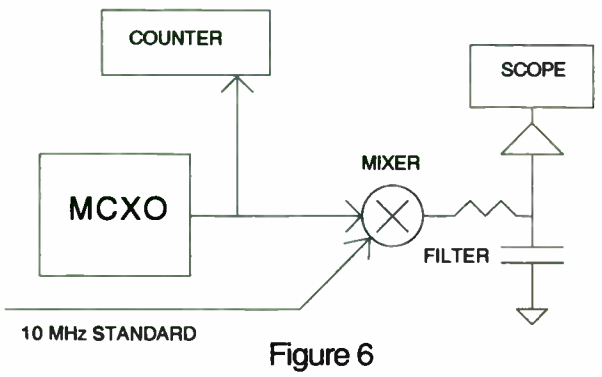 COUNTER
SCOPE
MIXER
MCXO
FILTER
10 MHz STANDARD
Figure 6